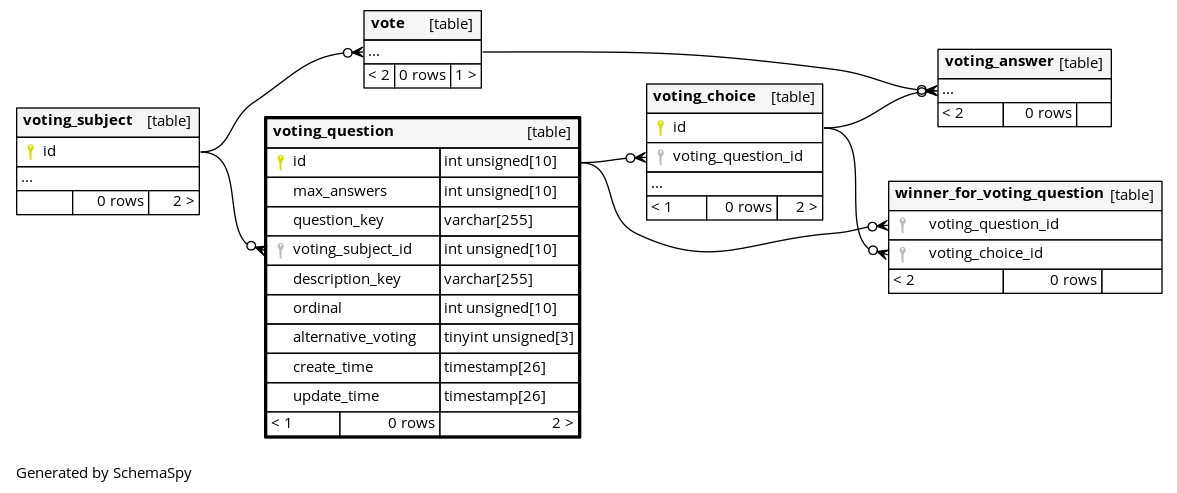 vote [table]
...
< 2 0 rows 1 >
voting_answer [table]
...
< 2 0 rows
voting_choice [table]
id
voting_question_id
...
< 1 0 rows 2 >
voting_subject [table]
id
...
0 rows 2 >
voting_question [table]
id int unsigned[10]
max_answers int unsigned[10]
question_key varchar[255]
voting_subject_id int unsigned[10]
description_key varchar[255]
ordinal int unsigned[10]
alternative_voting tinyint unsigned[3]
create_time timestamp[26]
update_time timestamp[26]
< 1 0 rows 2 >
winner_for_voting_question [table]
voting_question_id
voting_choice_id
< 2 0 rows
Generated by SchemaSpy